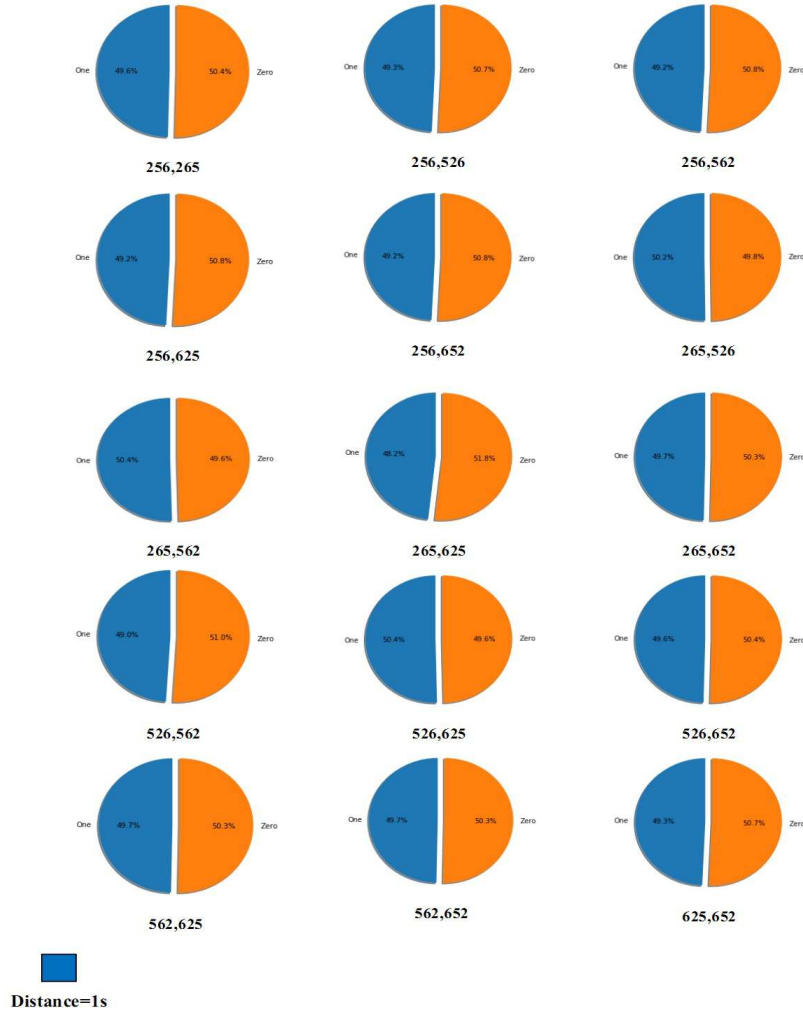 One 49.6% 50.4% Zero
256,265
One 49.3% 50.7% Zero
256,526
One 49.2% 50.8% Zero
256,562
One 49.2% 50.8% Zero
256,625
One 49.2% 50.8% Zero
256,652
One 50.2% 49.8% Zero
265,526
One 50.4% 49.6% Zero
265,562
One 48.2% 51.8% Zero
265,625
One 49.7% 50.3% Zero
265,652
One 49.0% 51.0% Zero
526,562
One 50.4% 49.6% Zero
526,625
One 49.6% 50.4% Zero
526,652
One 49.7% 50.3% Zero
562,625
One 49.7% 50.3% Zero
562,652
One 49.3% 50.7% Zero
625,652
Distance=1s